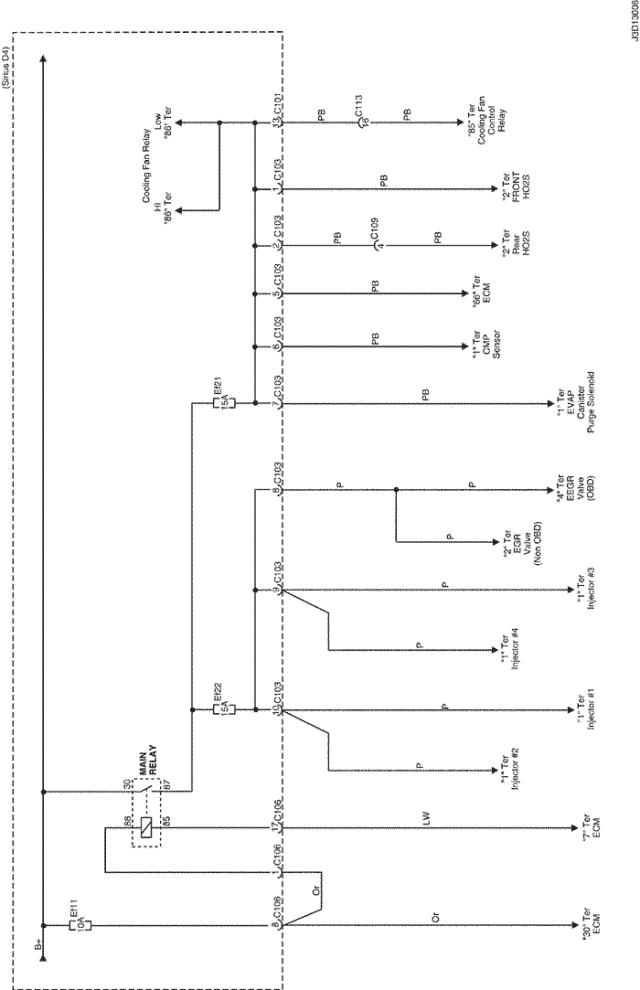 J3D13008
(Sirius D4)
Cooling Fan Relay
Low
"86" Ter
HI
"86" Ter
13
C101
PB
C113
16
PB
"85" Ter
Cooling Fan
Control
Relay
1
C103
PB
"2" Ter
FRONT
HO2S
2
C103
PB
C109
4
PB
"2" Ter
Rear
HO2S
5
C103
PB
"66" Ter
ECM
6
C103
PB
"1" Ter
CMP
Sensor
Ef21
15A
7
C103
PB
"1" Ter
EVAP
Canister
Purge Solenoid
8
C103
P
P
"4" Ter
EEGR
Valve
(OBD)
P
"2" Ter
EGR
Valve
(Non OBD)
9
C103
P
"1" Ter
Injector #3
P
"1" Ter
Injector #4
Ef22
15A
10
C103
P
"1" Ter
Injector #1
P
"1" Ter
Injector #2
MAIN
RELAY
30
87
85
17
C106
LW
"7" Ter
ECM
1
C106
Or
B+
Ef11
10A
8
C106
Or
"30" Ter
ECM